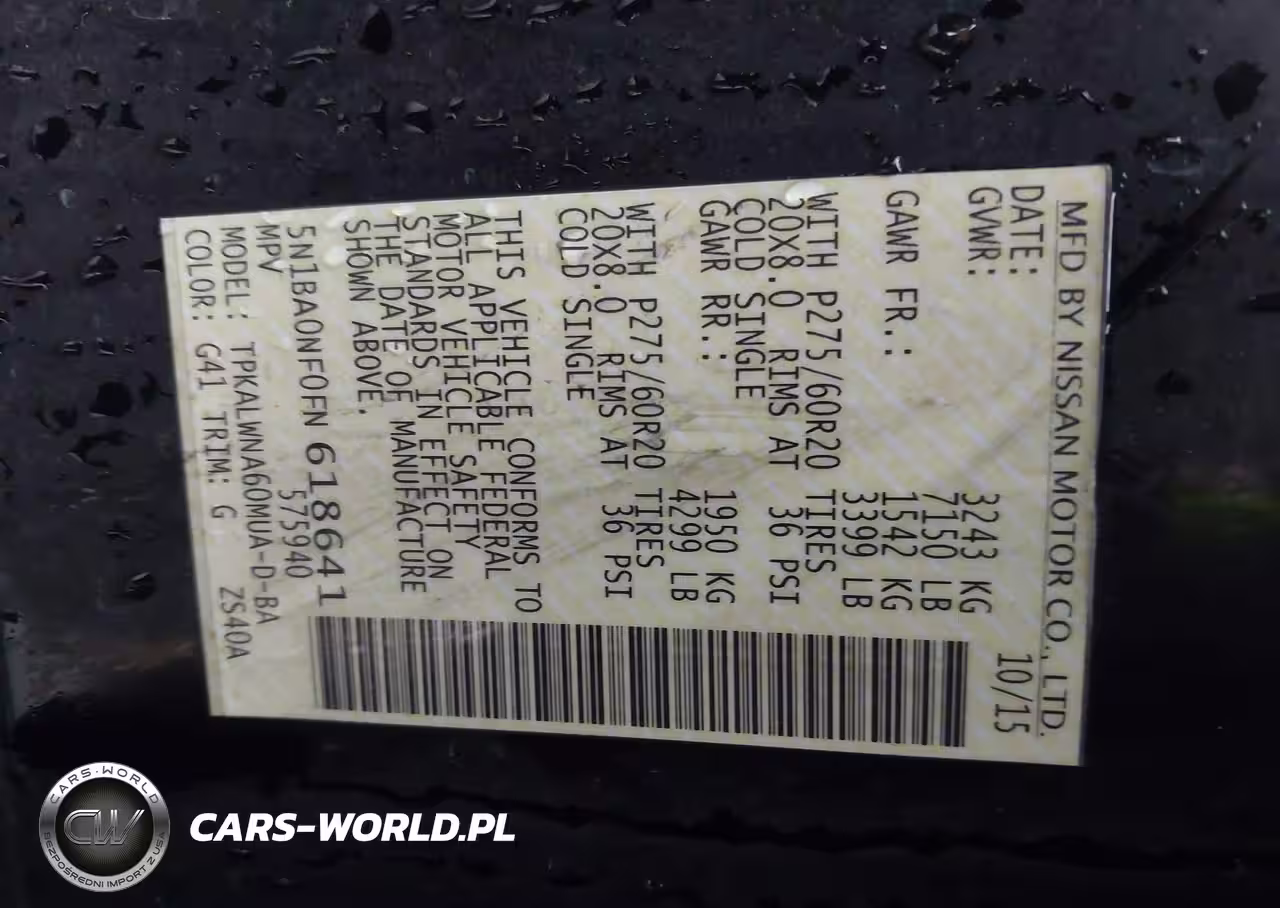 MFD BY NISSAN MOTOR CO., LTD.
DATE: 10/15
GVWR: 3243 KG
7150 LB
GAWR FR.: 1542 KG
3399 LB
WITH P275/60R20 TIRES
20X8.0 RIMS AT 36 PSI
COLD SINGLE
GAWR RR.: 1950 KG
4299 LB
WITH P275/60R20 TIRES
20X8.0 RIMS AT 36 PSI
COLD SINGLE
THIS VEHICLE CONFORMS TO
ALL APPLICABLE FEDERAL
MOTOR VEHICLE SAFETY
STANDARDS IN EFFECT ON
THE DATE OF MANUFACTURE
SHOWN ABOVE.
5N1BA0NF0FN 618641
MPV 575940
MODEL: TPKALWNA60MUA-D-BA
COLOR: G41 TRIM: G ZS40A
CARS-WORLD
CW
BEZPOŚREDNI IMPORT Z USA
CARS-WORLD.PL